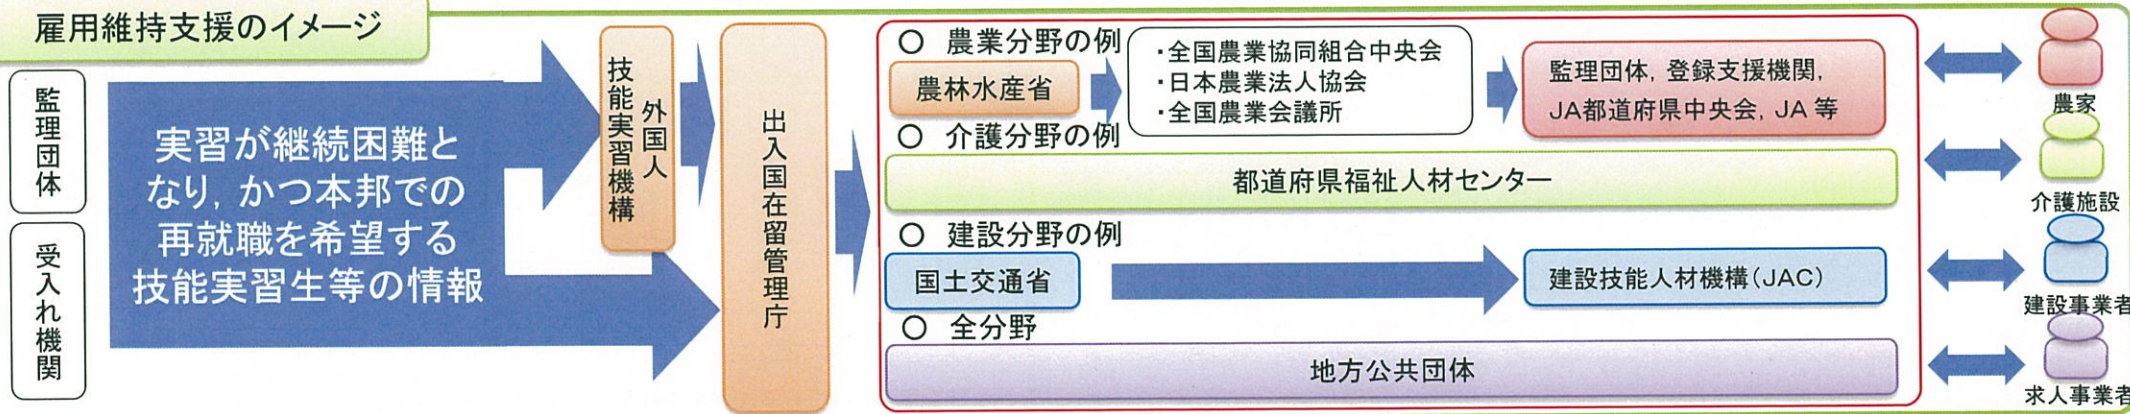 雇用維持支援のイメージ
監理団体
受入れ機関
実習が継続困難と
なり，かつ本邦での
再就職を希望する
技能実習生等の情報
外国人
技能実習機構
出入国在留管理庁
○ 農業分野の例
農林水産省
・全国農業協同組合中央会
・日本農業法人協会
・全国農業会議所
監理団体，登録支援機関，
JA都道府県中央会，JA 等
農家
○ 介護分野の例
都道府県福祉人材センター
介護施設
○ 建設分野の例
国土交通省
建設技能人材機構（JAC）
建設事業者
○ 全分野
地方公共団体
求人事業者